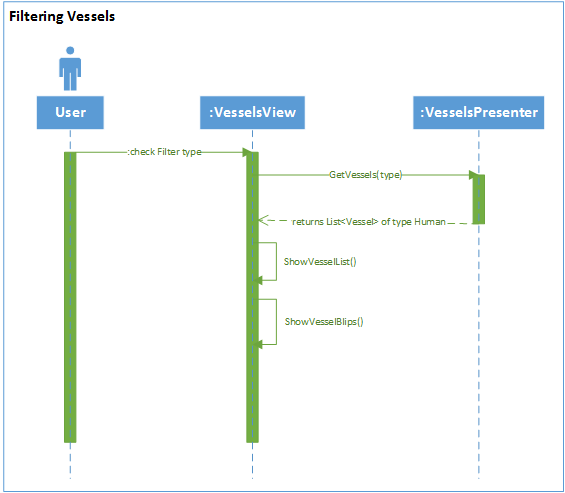 Filtering Vessels
User
:VesselsView
:VesselsPresenter
:check Filter type
GetVessels(type)
returns List<Vessel> of type Human
ShowVesselList()
ShowVesselBlips()